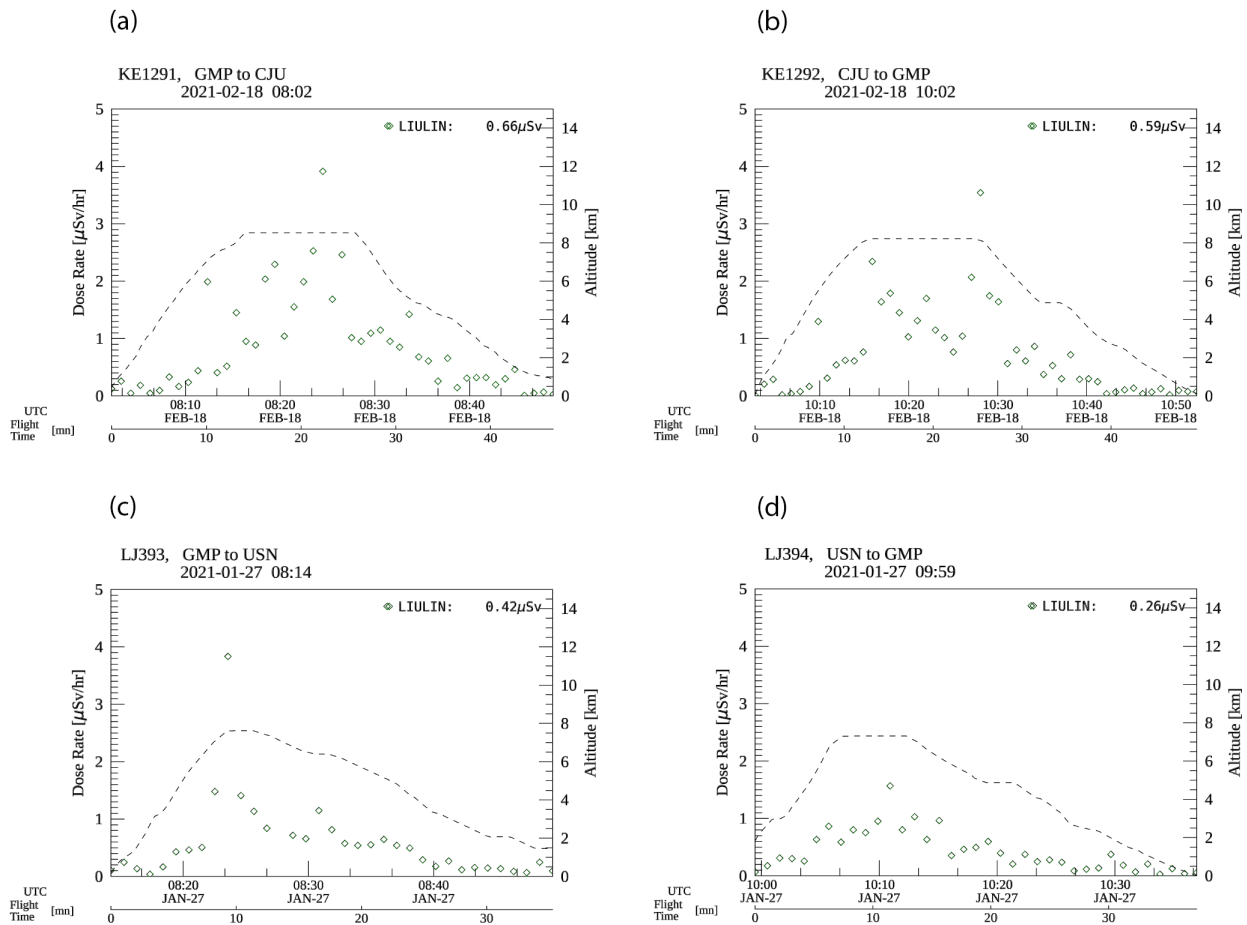 (a)
KE1291, GMP to CJU
2021-02-18 08:02
LIULIN: 0.66μSv
Dose Rate [μSv/hr]
5
4
3
2
1
0
14
12
10
8
6
4
2
0
Altitude [km]
UTC
08:10 08:20 08:30 08:40
FEB-18 FEB-18 FEB-18 FEB-18
Flight
Time [mn]
0 10 20 30 40
(b)
KE1292, CJU to GMP
2021-02-18 10:02
LIULIN: 0.59μSv
Dose Rate [μSv/hr]
5
4
3
2
1
0
14
12
10
8
6
4
2
0
Altitude [km]
UTC
10:10 10:20 10:30 10:40 10:50
FEB-18 FEB-18 FEB-18 FEB-18 FEB-18
Flight
Time [mn]
0 10 20 30 40
(c)
LJ393, GMP to USN
2021-01-27 08:14
LIULIN: 0.42μSv
Dose Rate [μSv/hr]
5
4
3
2
1
0
14
12
10
8
6
4
2
0
Altitude [km]
UTC
08:20 08:30 08:40
JAN-27 JAN-27 JAN-27
Flight
Time [mn]
0 10 20 30
(d)
LJ394, USN to GMP
2021-01-27 09:59
LIULIN: 0.26μSv
Dose Rate [μSv/hr]
5
4
3
2
1
0
14
12
10
8
6
4
2
0
Altitude [km]
UTC
10:00 10:10 10:20 10:30
JAN-27 JAN-27 JAN-27 JAN-27
Flight
Time [mn]
0 10 20 30